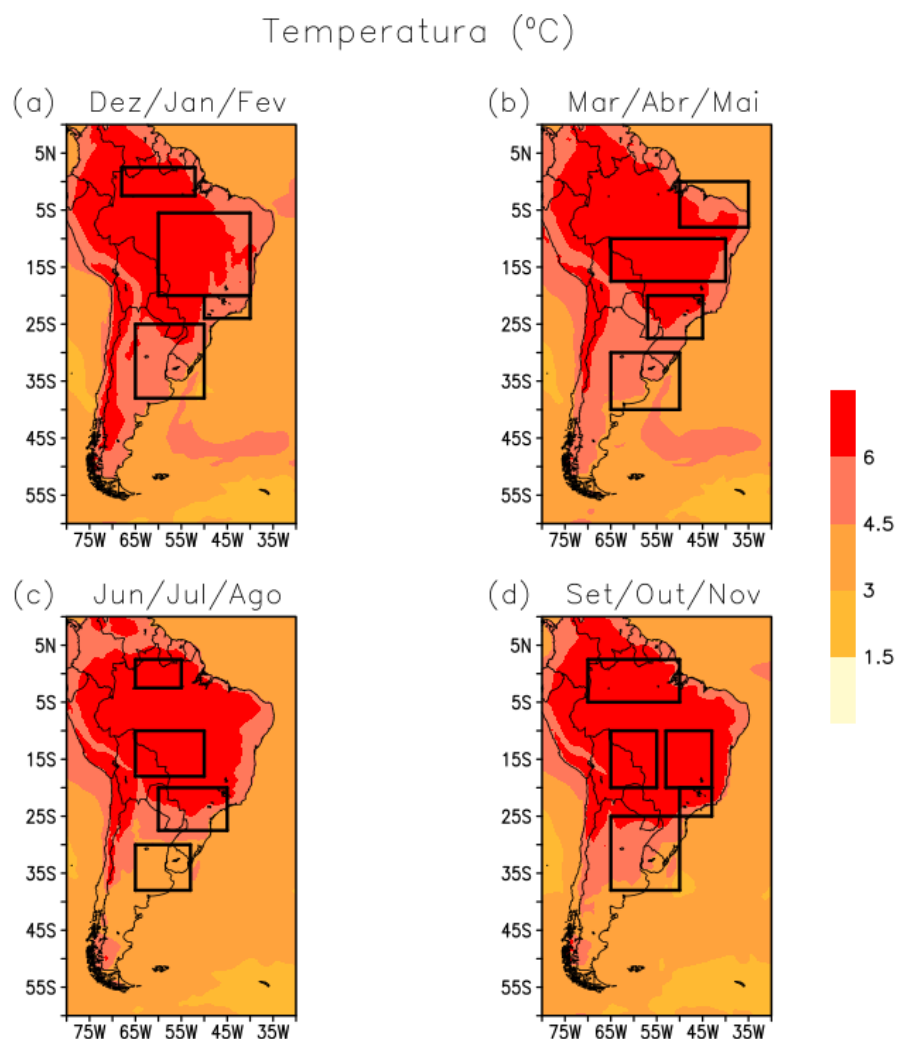 Temperatura (ºC)
(a) Dez/Jan/Fev
(b) Mar/Abr/Mai
5N
5S
15S
25S
35S
45S
55S
75W 65W 55W 45W 35W
5N
5S
15S
25S
35S
45S
55S
75W 65W 55W 45W 35W
6
4.5
3
1.5
(c) Jun/Jul/Ago
(d) Set/Out/Nov
5N
5S
15S
25S
35S
45S
55S
75W 65W 55W 45W 35W
5N
5S
15S
25S
35S
45S
55S
75W 65W 55W 45W 35W